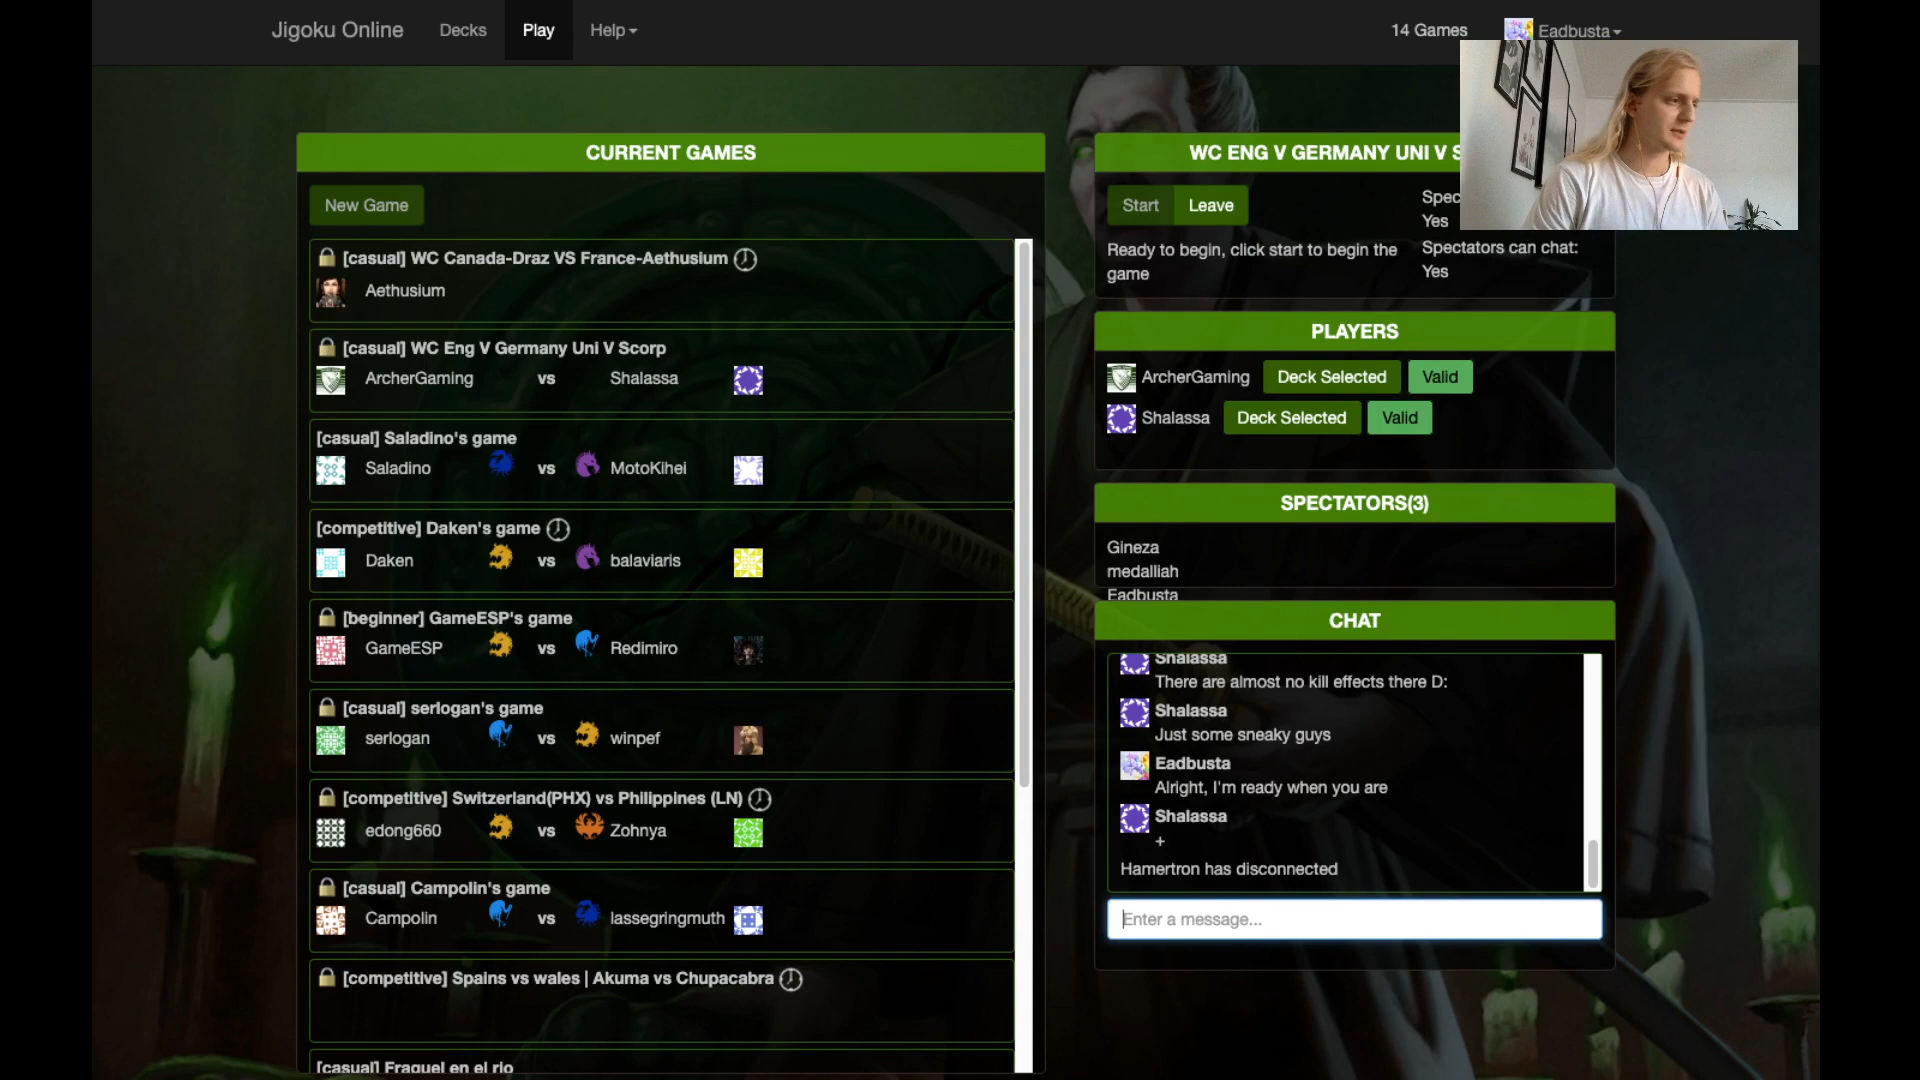 Jigoku Online
Decks
Play
Help
14 Games
Eadbusta
CURRENT GAMES
New Game
[casual] WC Canada-Draz VS France-Aethusium
Aethusium
[casual] WC Eng V Germany Uni V Scorp
ArcherGaming vs Shalassa
[casual] Saladino's game
Saladino vs MotoKihei
[competitive] Daken's game
Daken vs balaviaris
[beginner] GameESP's game
GameESP vs Redimiro
[casual] serlogan's game
serlogan vs winpef
[competitive] Switzerland(PHX) vs Philippines (LN)
edong660 vs Zohnya
[casual] Campolin's game
Campolin vs lassegringmuth
[competitive] Spains vs wales | Akuma vs Chupacabra
[casual] Fraguel en el rio
WC ENG V GERMANY UNI V S
Start
Leave
Spec
Yes
Ready to begin, click start to begin the
game
Spectators can chat:
Yes
PLAYERS
ArcherGaming Deck Selected Valid
Shalassa Deck Selected Valid
SPECTATORS(3)
Gineza
medalliah
Eadbusta
CHAT
Shalassa
There are almost no kill effects there D:
Shalassa
Just some sneaky guys
Eadbusta
Alright, I'm ready when you are
Shalassa
+
Hamertron has disconnected
Enter a message...